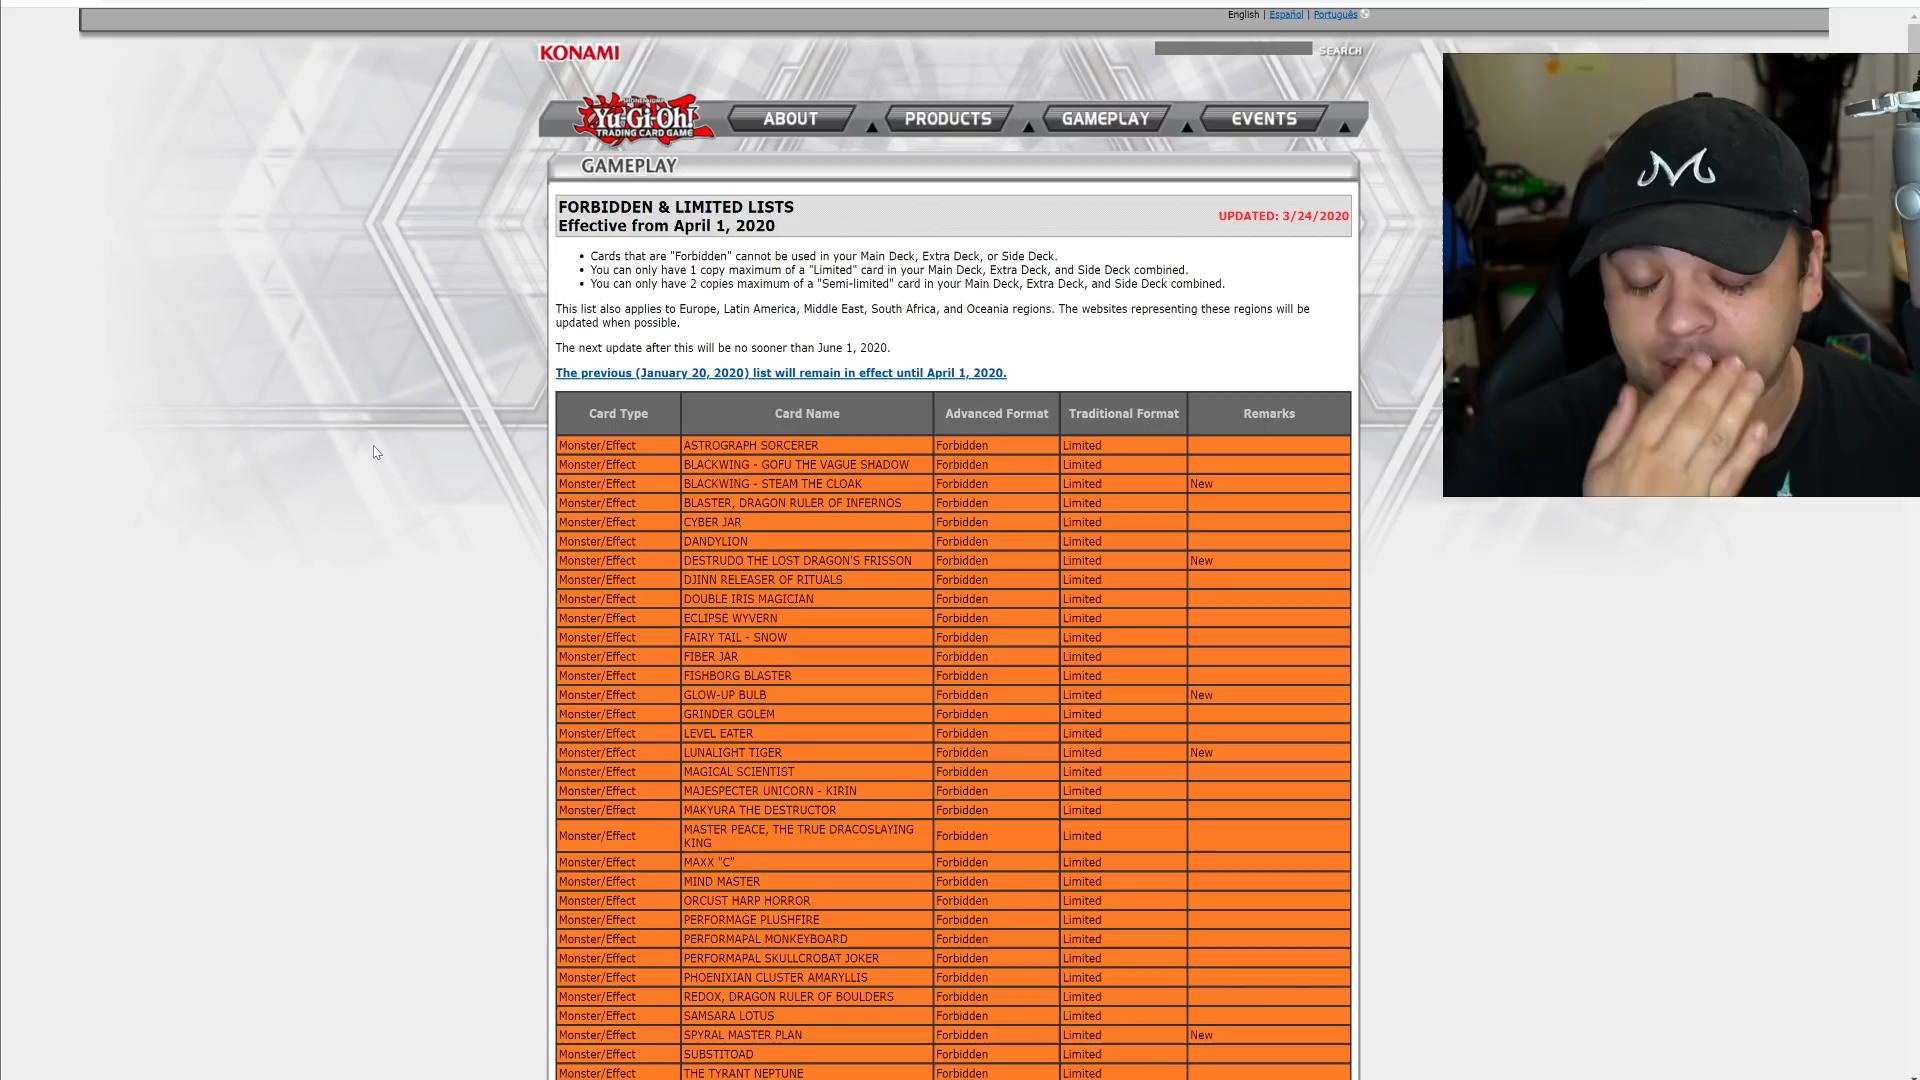 English | Español | Português
KONAMI
SEARCH
SHONEN JUMP
Yu-Gi-Oh!
TRADING CARD GAME
ABOUT PRODUCTS GAMEPLAY EVENTS
GAMEPLAY
FORBIDDEN & LIMITED LISTS
Effective from April 1, 2020
UPDATED: 3/24/2020
• Cards that are "Forbidden" cannot be used in your Main Deck, Extra Deck, or Side Deck.
• You can only have 1 copy maximum of a "Limited" card in your Main Deck, Extra Deck, and Side Deck combined.
• You can only have 2 copies maximum of a "Semi-limited" card in your Main Deck, Extra Deck, and Side Deck combined.
This list also applies to Europe, Latin America, Middle East, South Africa, and Oceania regions. The websites representing these regions will be
updated when possible.
The next update after this will be no sooner than June 1, 2020.
The previous (January 20, 2020) list will remain in effect until April 1, 2020.
Card Type Card Name Advanced Format Traditional Format Remarks
Monster/Effect ASTROGRAPH SORCERER Forbidden Limited
Monster/Effect BLACKWING - GOFU THE VAGUE SHADOW Forbidden Limited
Monster/Effect BLACKWING - STEAM THE CLOAK Forbidden Limited New
Monster/Effect BLASTER, DRAGON RULER OF INFERNOS Forbidden Limited
Monster/Effect CYBER JAR Forbidden Limited
Monster/Effect DANDYLION Forbidden Limited
Monster/Effect DESTRUDO THE LOST DRAGON'S FRISSON Forbidden Limited New
Monster/Effect DJINN RELEASER OF RITUALS Forbidden Limited
Monster/Effect DOUBLE IRIS MAGICIAN Forbidden Limited
Monster/Effect ECLIPSE WYVERN Forbidden Limited
Monster/Effect FAIRY TAIL - SNOW Forbidden Limited
Monster/Effect FIBER JAR Forbidden Limited
Monster/Effect FISHBORG BLASTER Forbidden Limited
Monster/Effect GLOW-UP BULB Forbidden Limited New
Monster/Effect GRINDER GOLEM Forbidden Limited
Monster/Effect LEVEL EATER Forbidden Limited
Monster/Effect LUNALIGHT TIGER Forbidden Limited New
Monster/Effect MAGICAL SCIENTIST Forbidden Limited
Monster/Effect MAJESPECTER UNICORN - KIRIN Forbidden Limited
Monster/Effect MAKYURA THE DESTRUCTOR Forbidden Limited
Monster/Effect MASTER PEACE, THE TRUE DRACOSLAYING
KING Forbidden Limited
Monster/Effect MAXX "C" Forbidden Limited
Monster/Effect MIND MASTER Forbidden Limited
Monster/Effect ORCUST HARP HORROR Forbidden Limited
Monster/Effect PERFORMAGE PLUSHFIRE Forbidden Limited
Monster/Effect PERFORMAPAL MONKEYBOARD Forbidden Limited
Monster/Effect PERFORMAPAL SKULLCROBAT JOKER Forbidden Limited
Monster/Effect PHOENIXIAN CLUSTER AMARYLLIS Forbidden Limited
Monster/Effect REDOX, DRAGON RULER OF BOULDERS Forbidden Limited
Monster/Effect SAMSARA LOTUS Forbidden Limited
Monster/Effect SPYRAL MASTER PLAN Forbidden Limited New
Monster/Effect SUBSTITOAD Forbidden Limited
Monster/Effect THE TYRANT NEPTUNE Forbidden Limited